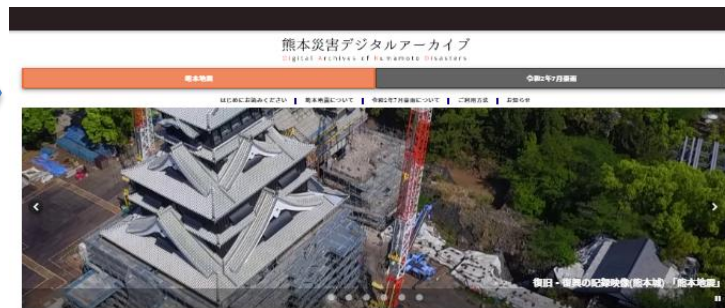 熊本災害デジタルアーカイブ
Digital Archives of Kumamoto Disasters
熊本地震
令和2年7月豪雨
はじめにお読みください | 熊本地震について | 令和2年7月豪雨について | ご利用方法 | お知らせ
復旧・復興の記録映像(熊本城) 「熊本地震」